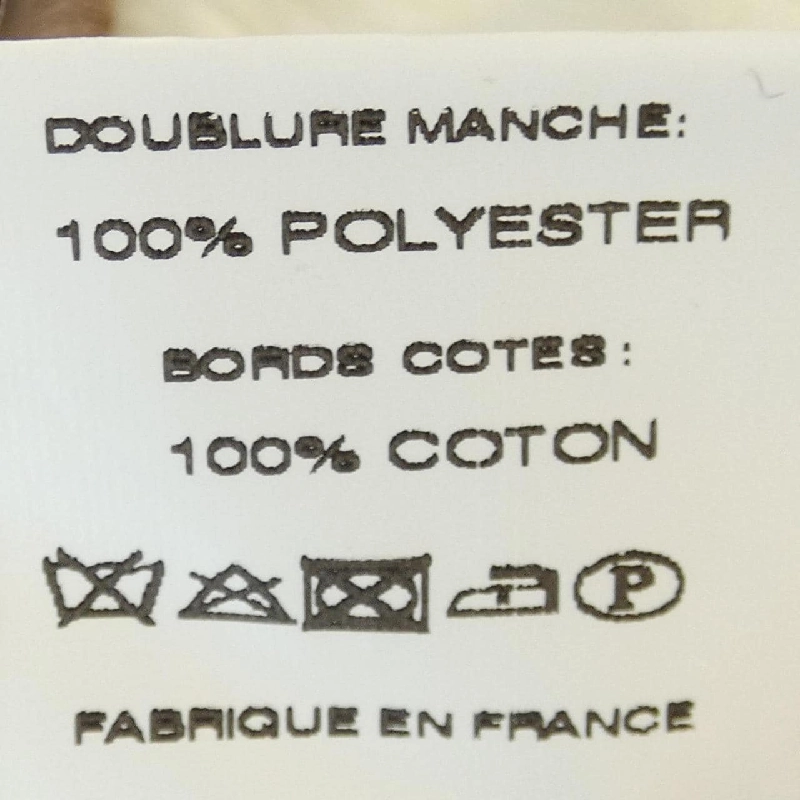 DOUBLURE MANCHE:
100% POLYESTER
BORDS COTES:
100% COTON
P
FABRIQUE EN FRANCE